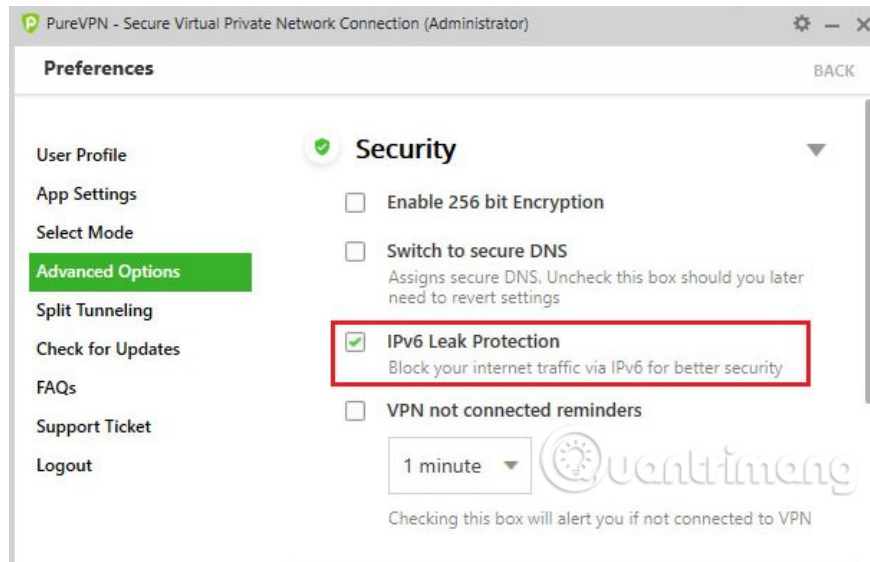 PureVPN - Secure Virtual Private Network Connection (Administrator)
Preferences
BACK
User Profile
App Settings
Select Mode
Advanced Options
Split Tunneling
Check for Updates
FAQs
Support Ticket
Logout
Security
Enable 256 bit Encryption
Switch to secure DNS
Assigns secure DNS. Uncheck this box should you later
need to revert settings
IPv6 Leak Protection
Block your internet traffic via IPv6 for better security
VPN not connected reminders
1 minute
Quantrimang
Checking this box will alert you if not connected to VPN